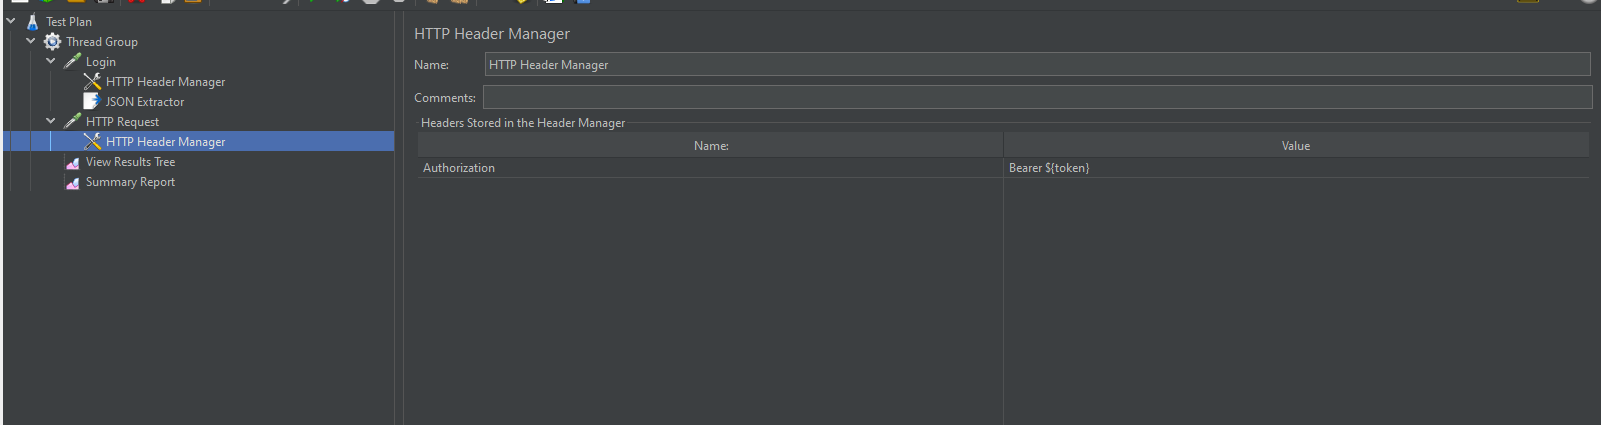 Test Plan
Thread Group
Login
HTTP Header Manager
JSON Extractor
HTTP Request
HTTP Header Manager
View Results Tree
Summary Report
HTTP Header Manager
Name: HTTP Header Manager
Comments:
Headers Stored in the Header Manager
Name: Value
Authorization Bearer ${token}